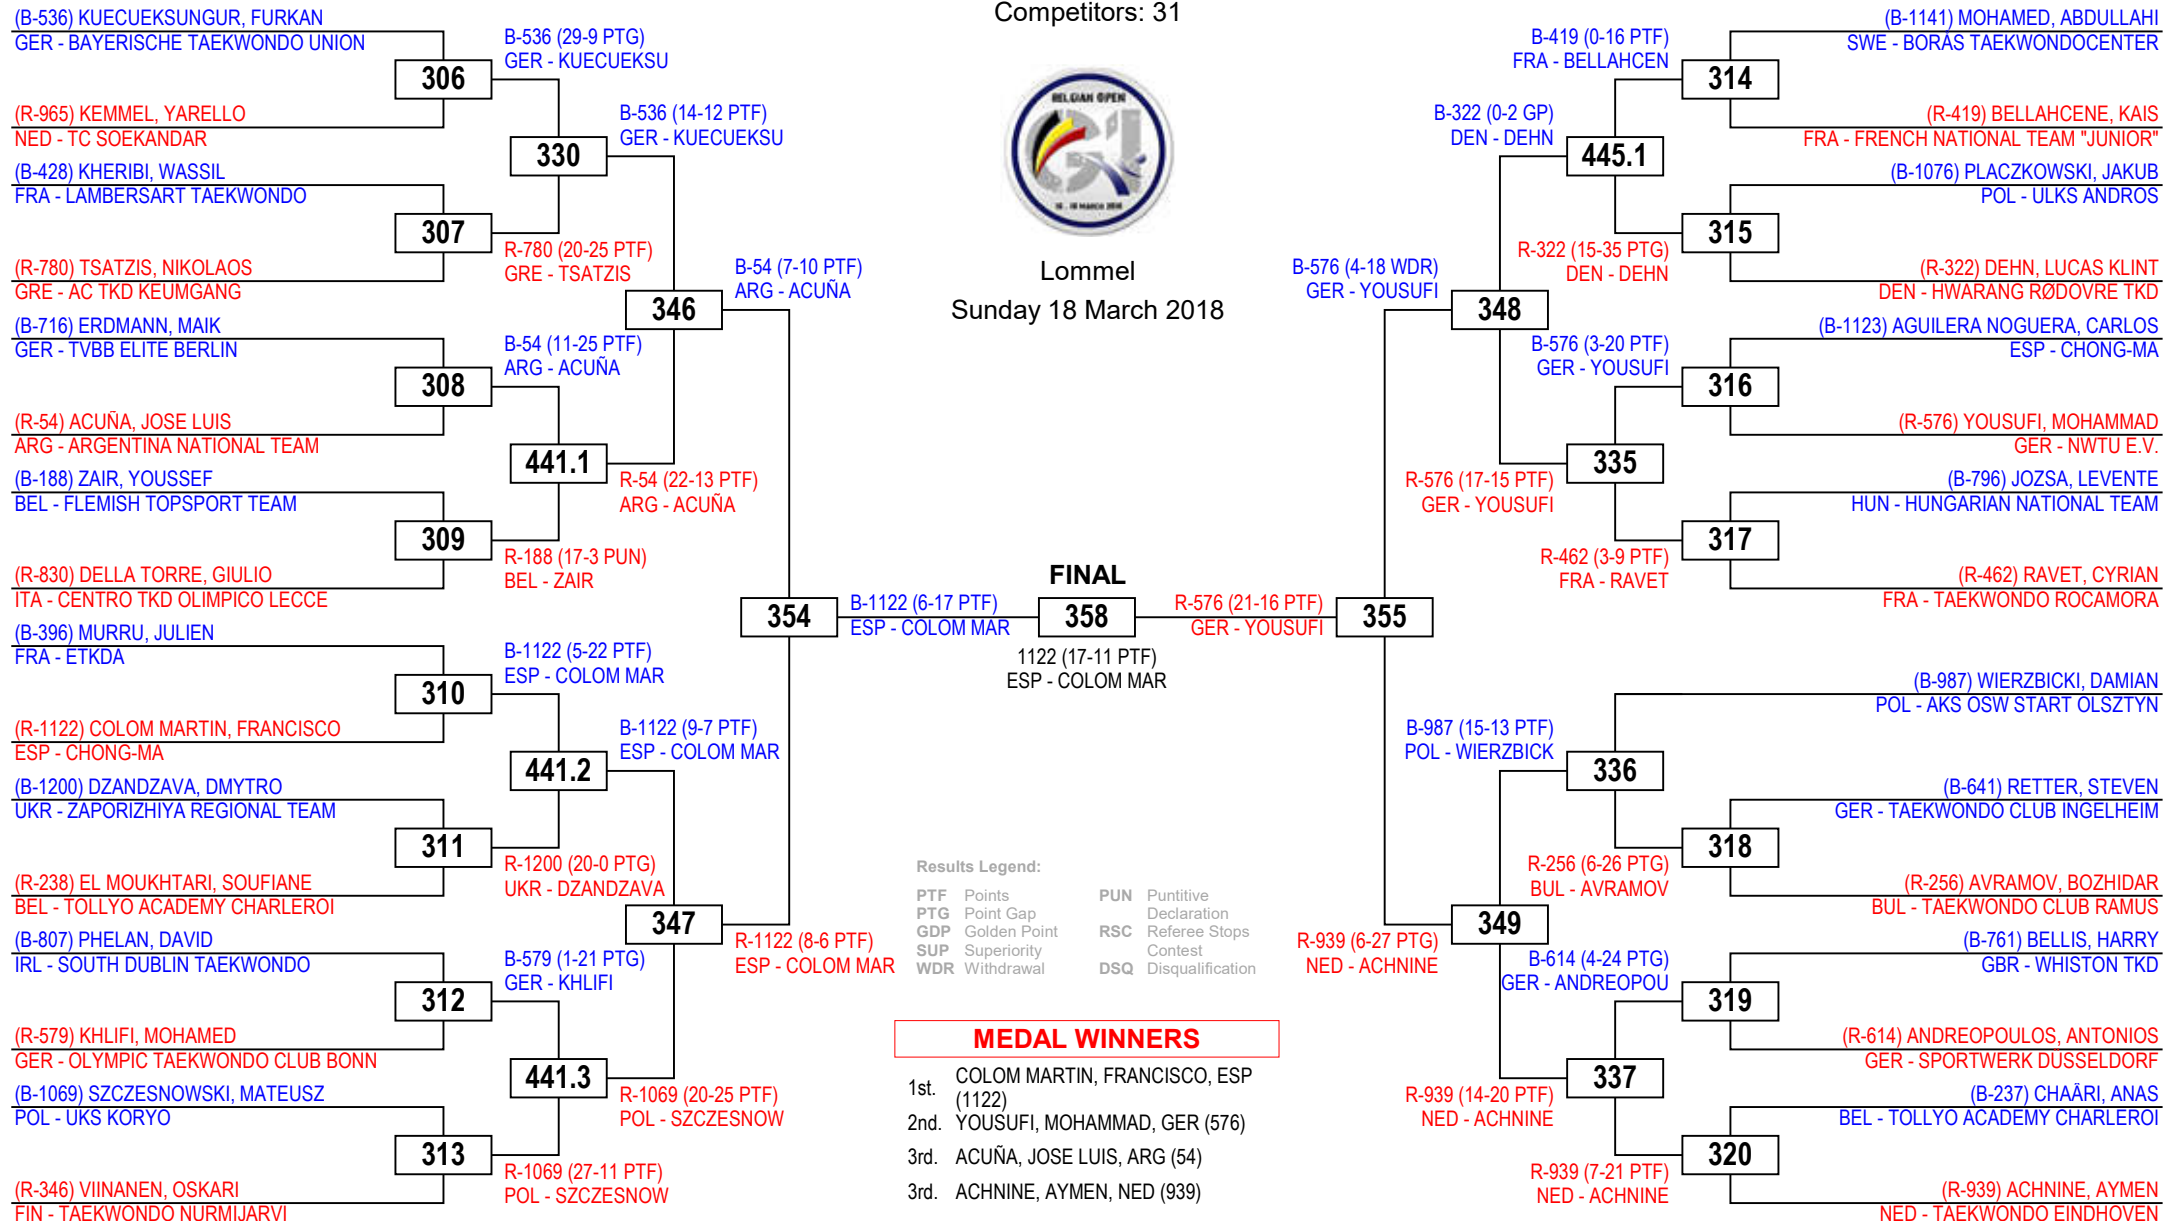 Competitors: 31
BELGIAN OPEN
Lommel
Sunday 18 March 2018
(B-536) KUECUEKSUNGUR, FURKAN
GER - BAYERISCHE TAEKWONDO UNION
306
(R-965) KEMMEL, YARELLO
NED - TC SOEKANDAR
(B-428) KHERIBI, WASSIL
FRA - LAMBERSART TAEKWONDO
307
(R-780) TSATZIS, NIKOLAOS
GRE - AC TKD KEUMGANG
(B-716) ERDMANN, MAIK
GER - TVBB ELITE BERLIN
308
(R-54) ACUÑA, JOSE LUIS
ARG - ARGENTINA NATIONAL TEAM
(B-188) ZAIR, YOUSSEF
BEL - FLEMISH TOPSPORT TEAM
309
(R-830) DELLA TORRE, GIULIO
ITA - CENTRO TKD OLIMPICO LECCE
(B-396) MURRU, JULIEN
FRA - ETKDA
310
(R-1122) COLOM MARTIN, FRANCISCO
ESP - CHONG-MA
(B-1200) DZANDZAVA, DMYTRO
UKR - ZAPORIZHIYA REGIONAL TEAM
311
(R-238) EL MOUKHTARI, SOUFIANE
BEL - TOLLYO ACADEMY CHARLEROI
(B-807) PHELAN, DAVID
IRL - SOUTH DUBLIN TAEKWONDO
312
(R-579) KHLIFI, MOHAMED
GER - OLYMPIC TAEKWONDO CLUB BONN
(B-1069) SZCZESNOWSKI, MATEUSZ
POL - UKS KORYO
313
(R-346) VIINANEN, OSKARI
FIN - TAEKWONDO NURMIJARVI
B-536 (29-9 PTG)
GER - KUECUEKSU
330
R-780 (20-25 PTF)
GRE - TSATZIS
B-54 (11-25 PTF)
ARG - ACUÑA
441.1
R-188 (17-3 PUN)
BEL - ZAIR
B-1122 (5-22 PTF)
ESP - COLOM MAR
441.2
R-1200 (20-0 PTG)
UKR - DZANDZAVA
B-579 (1-21 PTG)
GER - KHLIFI
441.3
R-1069 (27-11 PTF)
POL - SZCZESNOW
B-536 (14-12 PTF)
GER - KUECUEKSU
346
R-54 (22-13 PTF)
ARG - ACUÑA
B-1122 (9-7 PTF)
ESP - COLOM MAR
347
R-1069 (20-25 PTF)
POL - SZCZESNOW
B-54 (7-10 PTF)
ARG - ACUÑA
354
R-1122 (8-6 PTF)
ESP - COLOM MAR
B-1122 (6-17 PTF)
ESP - COLOM MAR
FINAL
358
1122 (17-11 PTF)
ESP - COLOM MAR
R-576 (21-16 PTF)
GER - YOUSUFI
355
B-576 (4-18 WDR)
GER - YOUSUFI
R-939 (6-27 PTG)
NED - ACHNINE
B-322 (0-2 GP)
DEN - DEHN
348
R-576 (17-15 PTF)
GER - YOUSUFI
B-987 (15-13 PTF)
POL - WIERZBICK
349
R-939 (14-20 PTF)
NED - ACHNINE
B-419 (0-16 PTF)
FRA - BELLAHCEN
445.1
R-322 (15-35 PTG)
DEN - DEHN
B-576 (3-20 PTF)
GER - YOUSUFI
335
R-462 (3-9 PTF)
FRA - RAVET
336
R-256 (6-26 PTG)
BUL - AVRAMOV
B-614 (4-24 PTG)
GER - ANDREOPOU
337
R-939 (7-21 PTF)
NED - ACHNINE
(B-1141) MOHAMED, ABDULLAHI
SWE - BORÅS TAEKWONDOCENTER
314
(R-419) BELLAHCENE, KAIS
FRA - FRENCH NATIONAL TEAM "JUNIOR"
(B-1076) PLACZKOWSKI, JAKUB
POL - ULKS ANDROS
315
(R-322) DEHN, LUCAS KLINT
DEN - HWARANG RØDOVRE TKD
(B-1123) AGUILERA NOGUERA, CARLOS
ESP - CHONG-MA
316
(R-576) YOUSUFI, MOHAMMAD
GER - NWTU E.V.
(B-796) JOZSA, LEVENTE
HUN - HUNGARIAN NATIONAL TEAM
317
(R-462) RAVET, CYRIAN
FRA - TAEKWONDO ROCAMORA
(B-987) WIERZBICKI, DAMIAN
POL - AKS OSW START OLSZTYN
(B-641) RETTER, STEVEN
GER - TAEKWONDO CLUB INGELHEIM
318
(R-256) AVRAMOV, BOZHIDAR
BUL - TAEKWONDO CLUB RAMUS
(B-761) BELLIS, HARRY
GBR - WHISTON TKD
319
(R-614) ANDREOPOULOS, ANTONIOS
GER - SPORTWERK DÜSSELDORF
(B-237) CHAÄRI, ANAS
BEL - TOLLYO ACADEMY CHARLEROI
320
(R-939) ACHNINE, AYMEN
NED - TAEKWONDO EINDHOVEN
Results Legend:
PTF Points
PTG Point Gap
GDP Golden Point
SUP Superiority
WDR Withdrawal
PUN Puntitive
Declaration
RSC Referee Stops
Contest
DSQ Disqualification
MEDAL WINNERS
1st. COLOM MARTIN, FRANCISCO, ESP
(1122)
2nd. YOUSUFI, MOHAMMAD, GER (576)
3rd. ACUÑA, JOSE LUIS, ARG (54)
3rd. ACHNINE, AYMEN, NED (939)